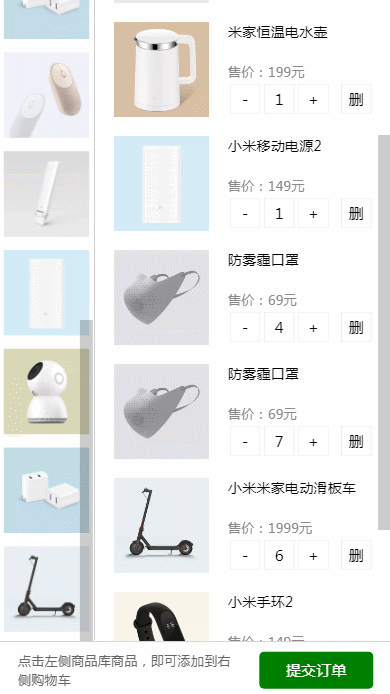 米家恒温电水壶
售价：199元
- 1 + 删
小米移动电源2
售价：149元
- 1 + 删
防雾霾口罩
售价：69元
- 4 + 删
防雾霾口罩
售价：69元
- 7 + 删
小米米家电动滑板车
售价：1999元
- 6 + 删
小米手环2
售价：149元
点击左侧商品库商品，即可添加到右
侧购物车
提交订单